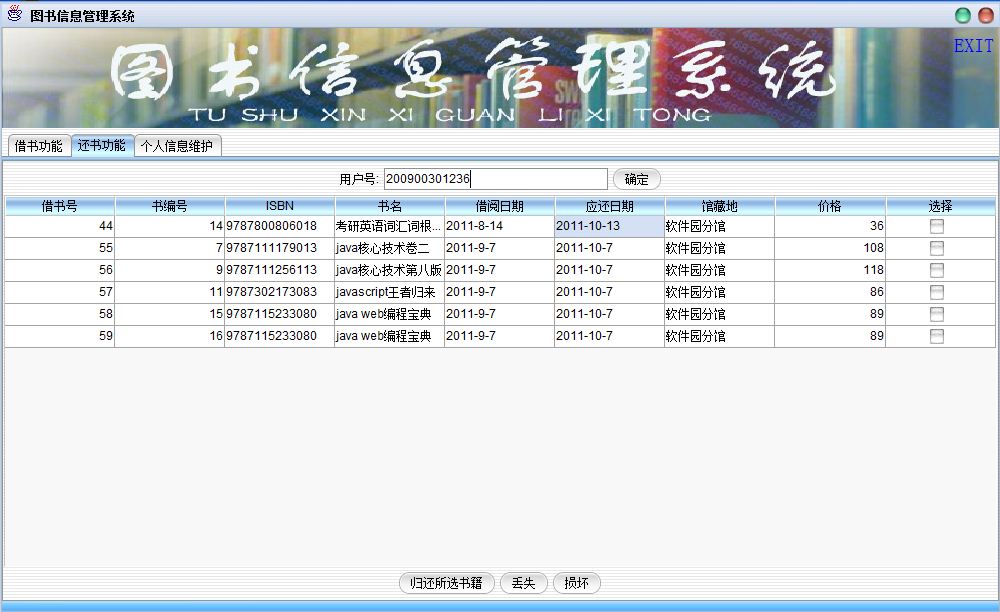 图书信息管理系统
图书信息管理系统
TU SHU XIN XI GUAN LI XI TONG
EXIT
借书功能 还书功能 个人信息维护
用户号: 200900301236 确定
借书号 书编号 ISBN 书名 借阅日期 应还日期 馆藏地 价格 选择
44 14 9787800806018 考研英语词汇词根... 2011-8-14 2011-10-13 软件园分馆 36
55 7 9787111179013 java核心技术卷二 2011-9-7 2011-10-7 软件园分馆 108
56 9 9787111256113 java核心技术第八版 2011-9-7 2011-10-7 软件园分馆 118
57 11 9787302173083 javascript王者归来 2011-9-7 2011-10-7 软件园分馆 86
58 15 9787115233080 java web编程宝典 2011-9-7 2011-10-7 软件园分馆 89
59 16 9787115233080 java web编程宝典 2011-9-7 2011-10-7 软件园分馆 89
归还所选书籍 丢失 损坏